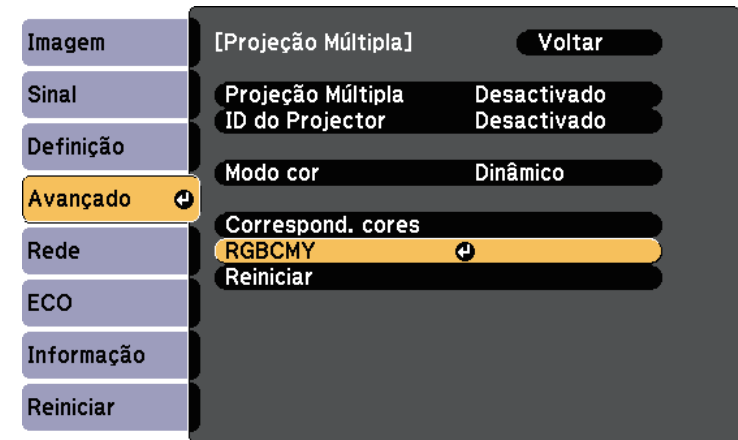 Imagem
Sinal
Definição
Avançado
Rede
ECO
Informação
Reiniciar
[Projeção Múltipla] Voltar
Projeção Múltipla Desactivado
ID do Projector Desactivado
Modo cor Dinâmico
Correspond. cores
RGBCMY
Reiniciar